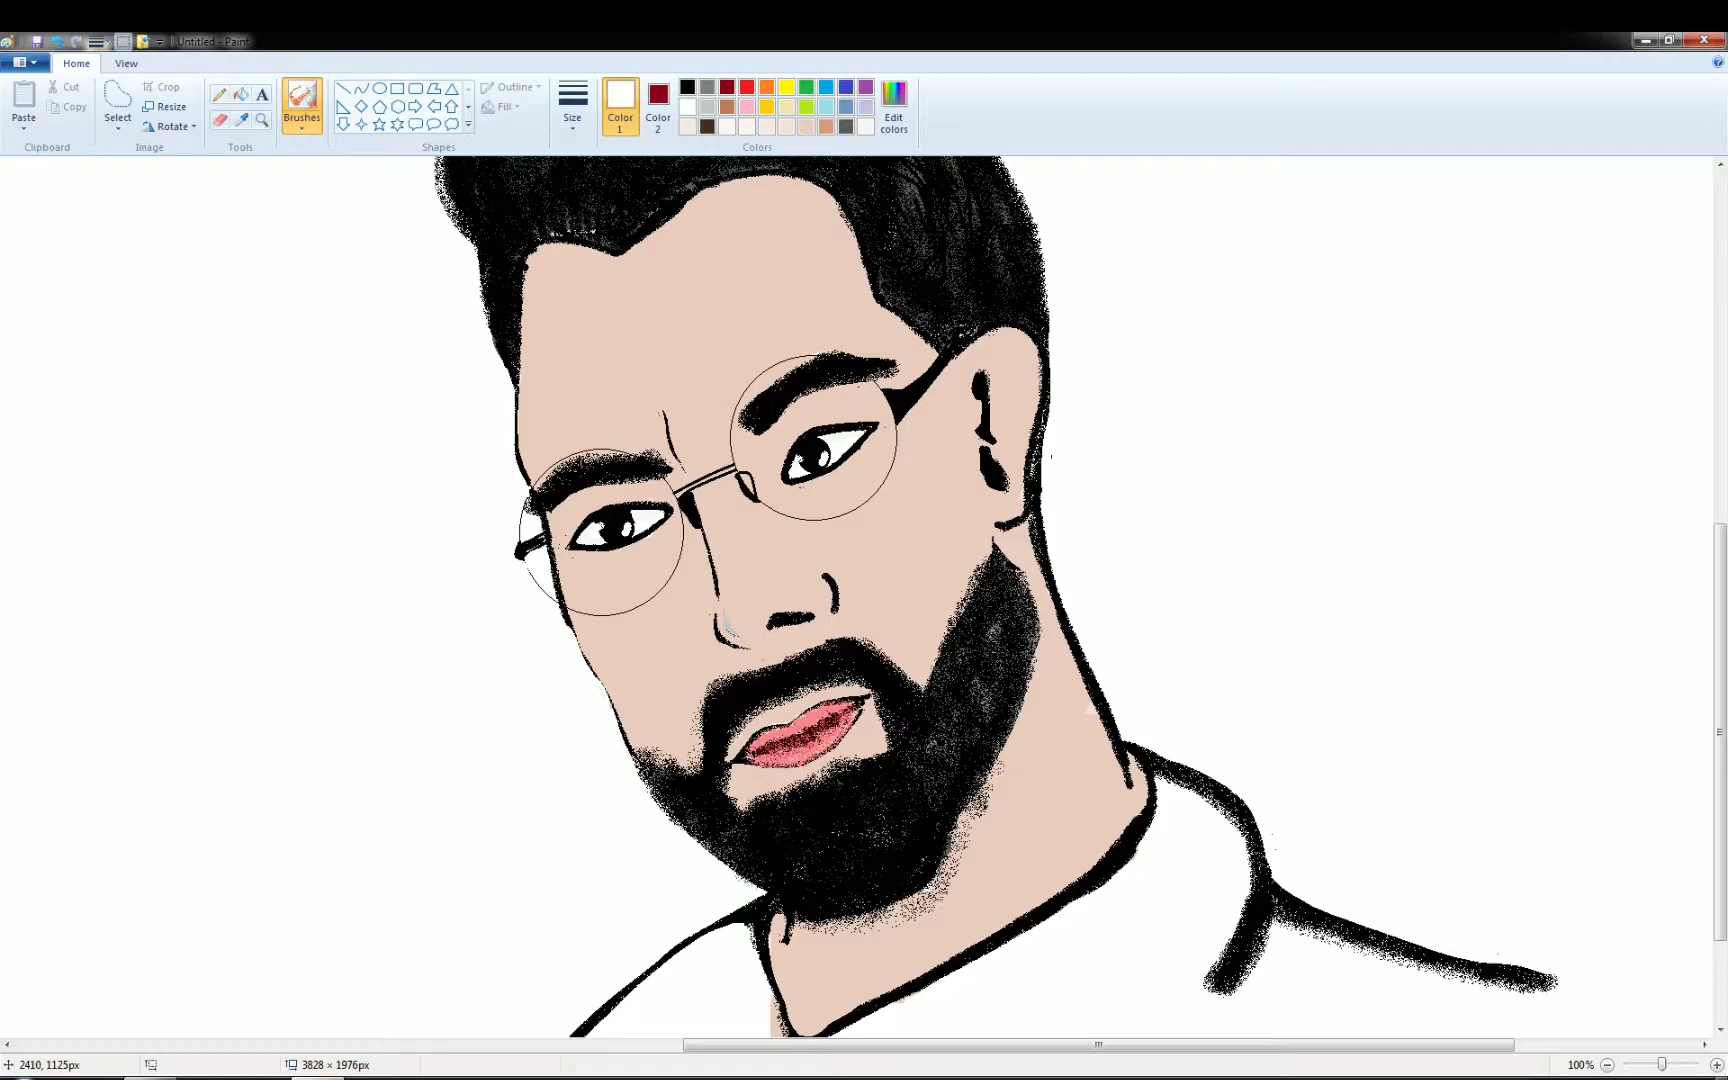 Untitled - Paint
Home View
Paste
Cut
Copy
Clipboard
Select
Crop
Resize
Rotate
Image
A
Tools
Brushes
Shapes
Outline
Fill
Size
Color 1
Color 2
Edit colors
Colors
2410, 1125px
3828 × 1976px
100%